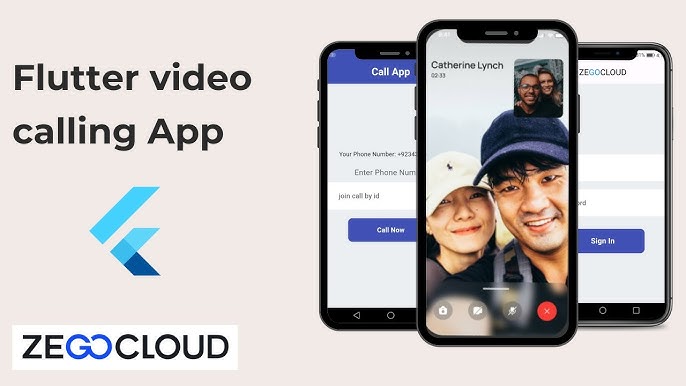 Flutter video
calling App
ZEGOCLOUD
Call App
Your Phone Number: +9234
Enter Phone Num
join call by id
Call Now
Catherine Lynch
02:33
ZEGOCLOUD
ord
Sign In